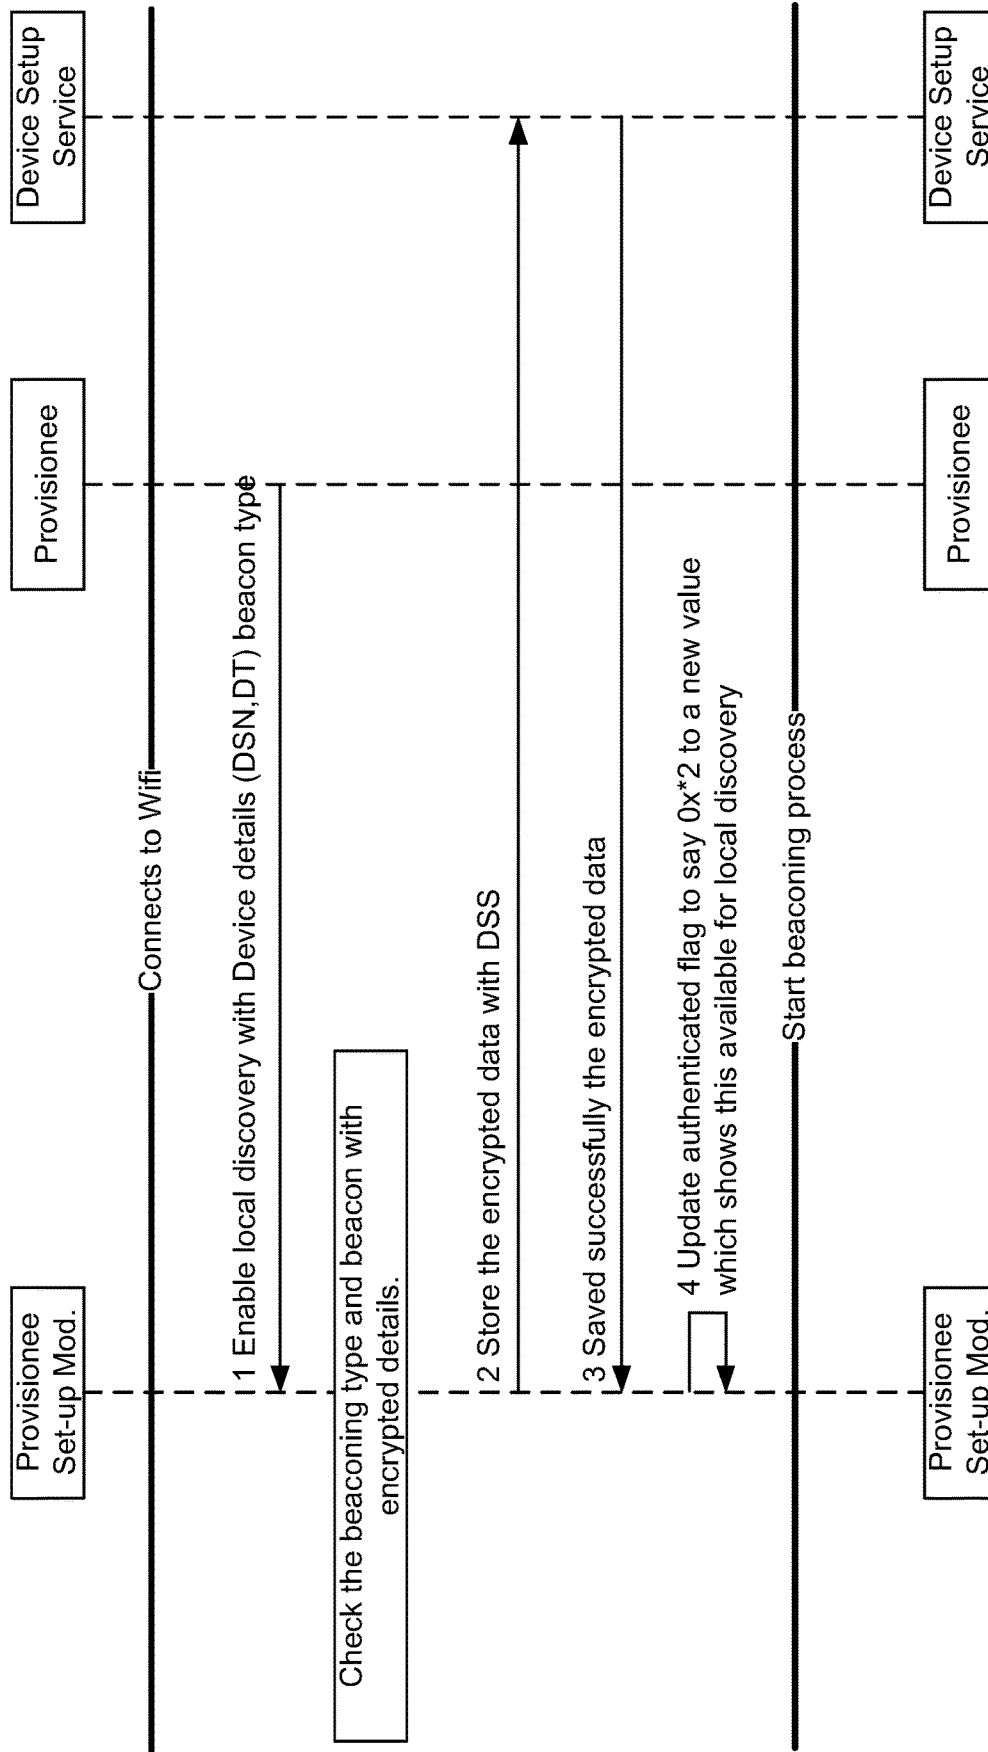 Provisionee
Set-up Mod.
Provisionee
Device Setup
Service
Connects to Wifi
1 Enable local discovery with Device details (DSN,DT) beacon type
Check the beaconing type and beacon with
encrypted details.
2 Store the encrypted data with DSS
3 Saved successfully the encrypted data
4 Update authenticated flag to say 0x*2 to a new value
which shows this available for local discovery
Start beaconing process
Provisionee
Set-up Mod.
Provisionee
Device Setup
Service